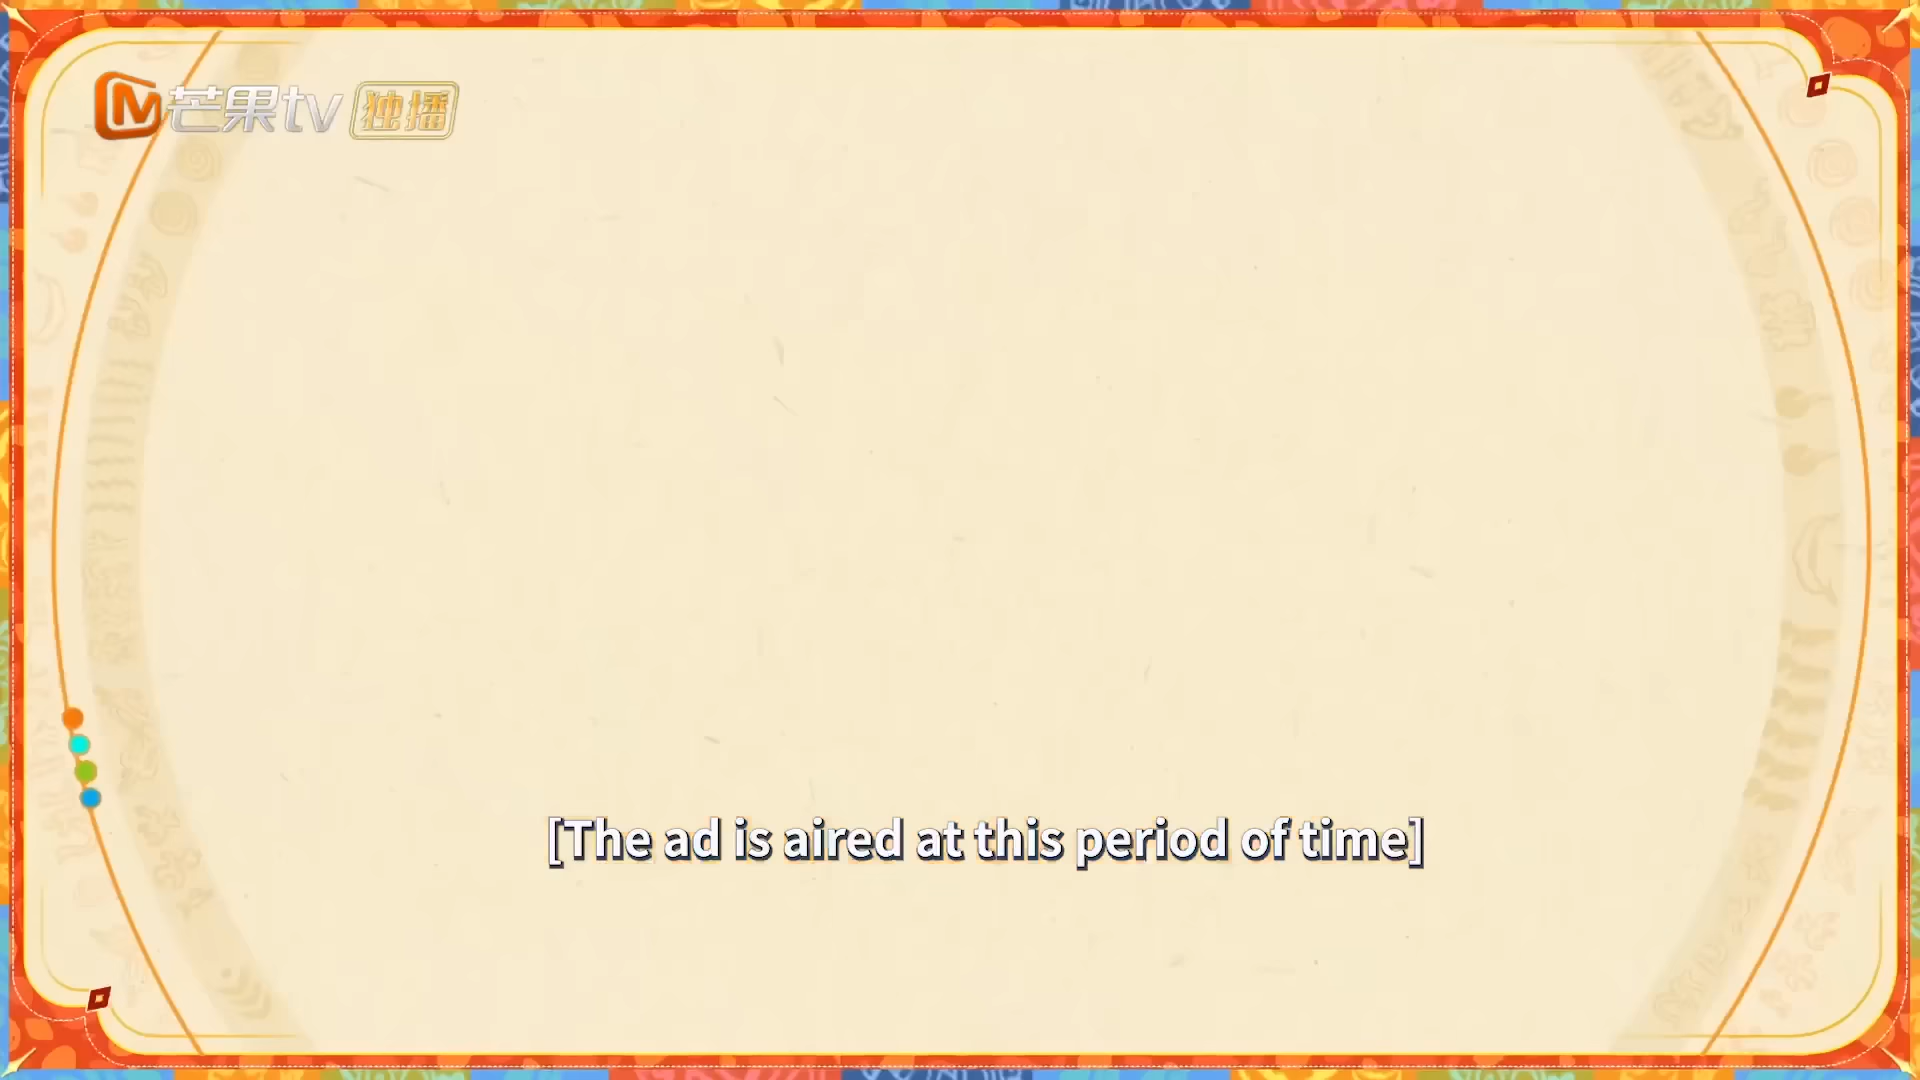 芒果tv 独播
[The ad is aired at this period of time]